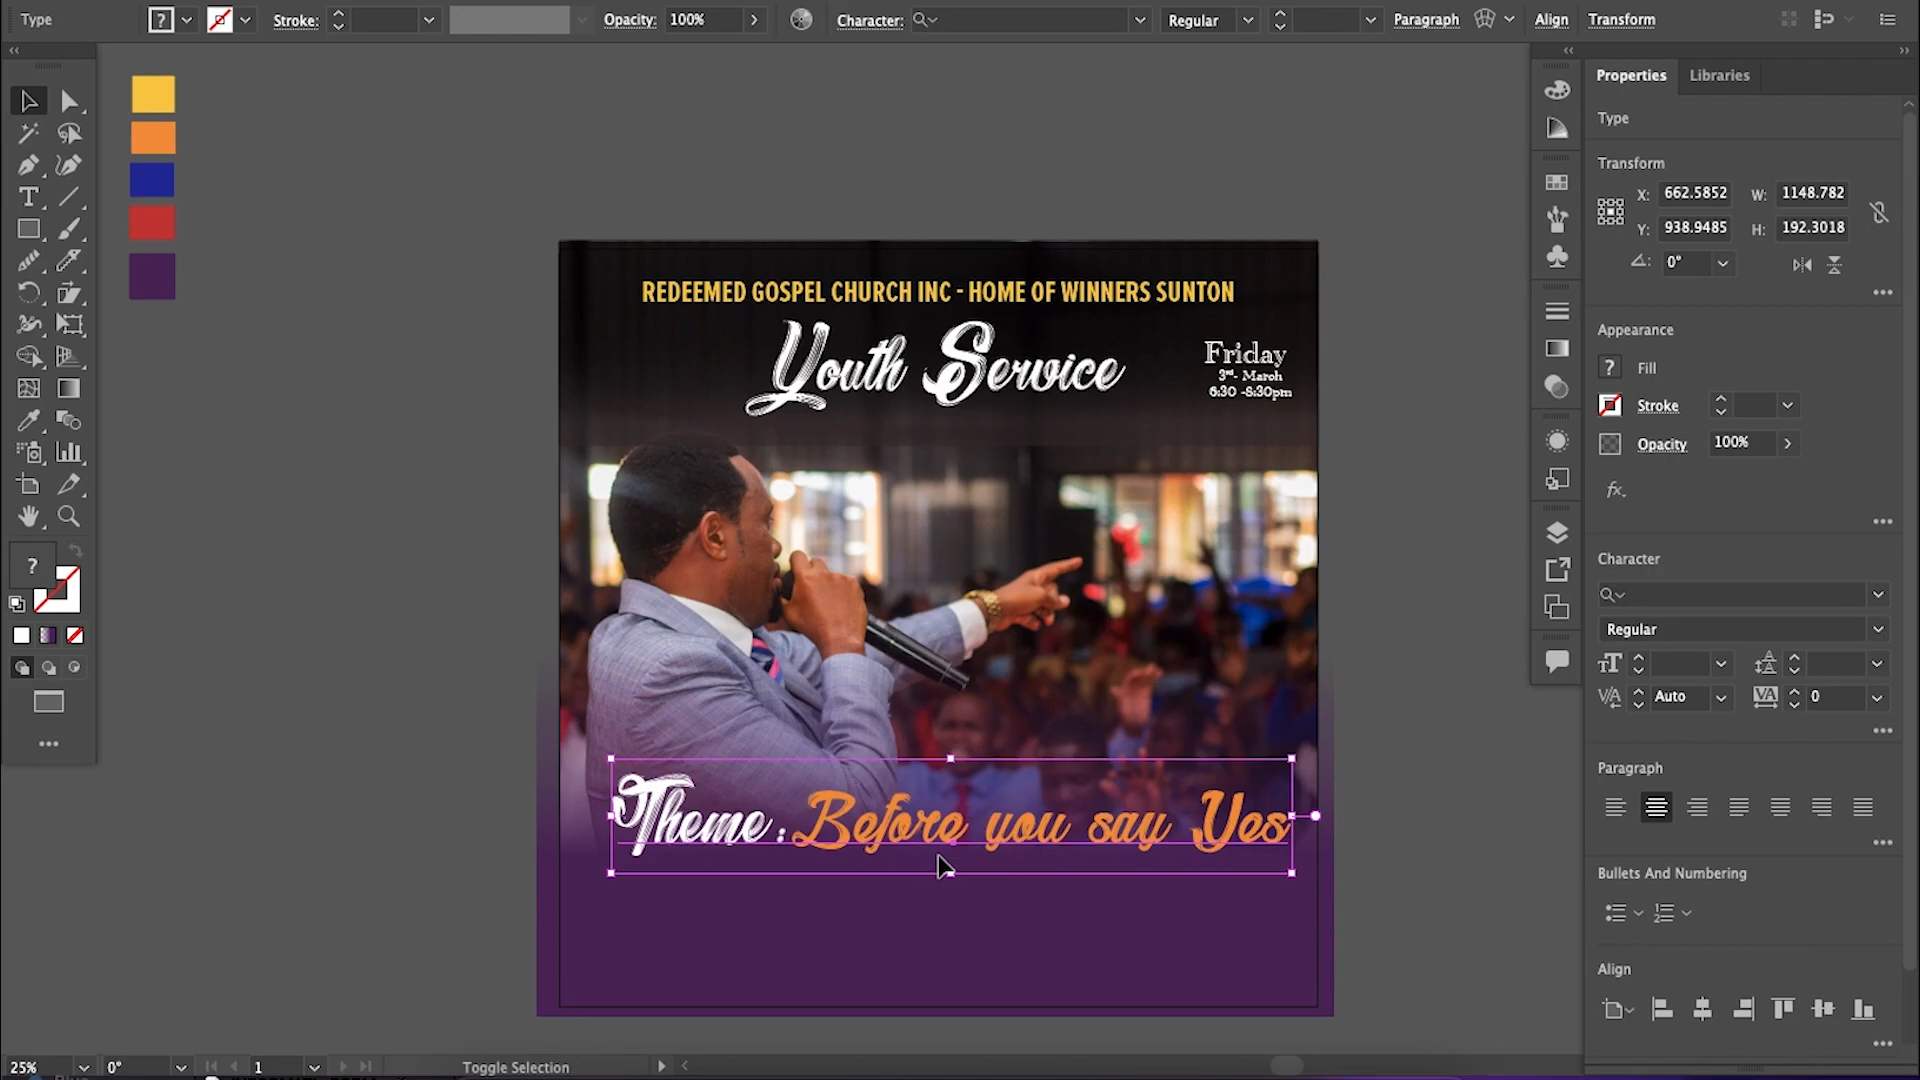 Type
Stroke:
Opacity:
100%
Character:
Regular
Paragraph
Align
Transform
Properties
Libraries
Type
Transform
X:
662.5852
W:
1148.782
Y:
938.9485
H:
192.3018
0°
Appearance
?
Fill
Stroke
Opacity
100%
fx.
Character
Regular
Auto
0
Paragraph
Bullets And Numbering
Align
REDEEMED GOSPEL CHURCH INC - HOME OF WINNERS SUNTON
Youth Service
Friday
3rd- March
6:30 -8:30pm
Theme : Before you say Yes
25%
0°
1
Toggle Selection